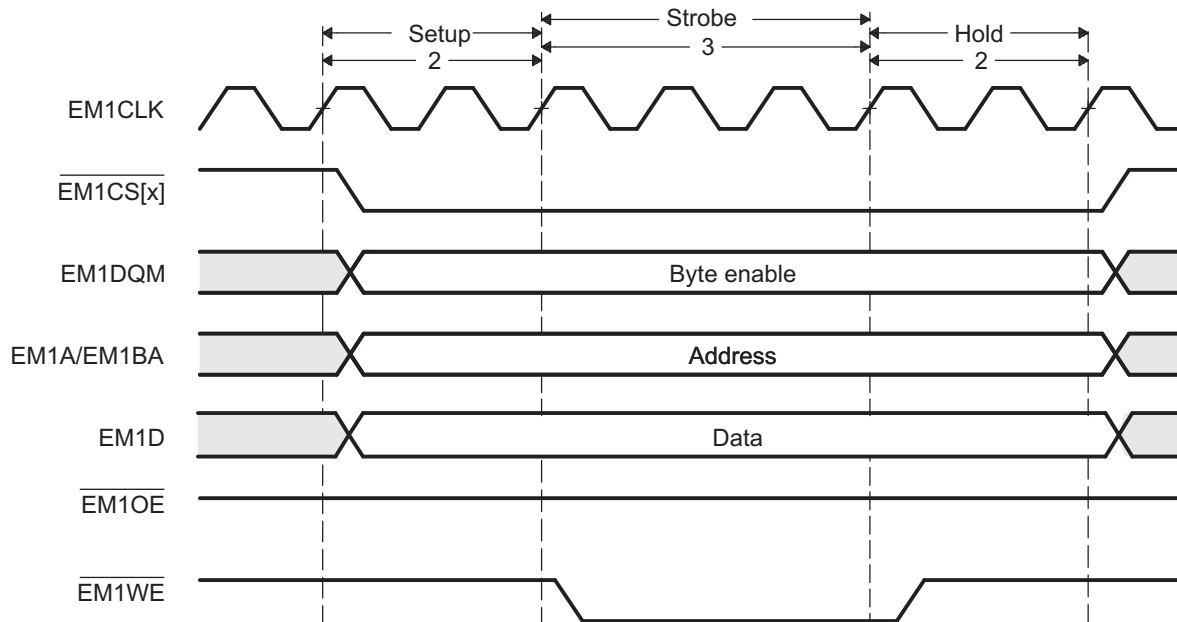 Setup
2
Strobe
3
Hold
2
EM1CLK
EM1CS[x]
EM1DQM
Byte enable
EM1A/EM1BA
Address
EM1D
Data
EM1OE
EM1WE